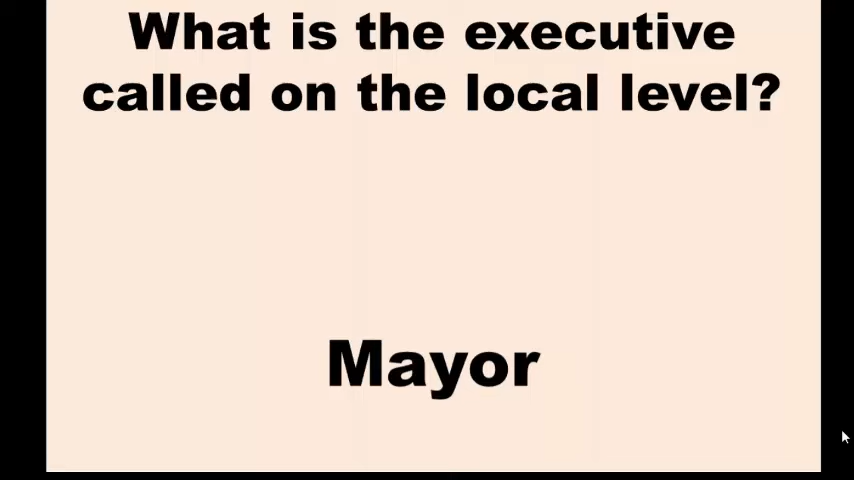 What is the executive
called on the local level?
Mayor